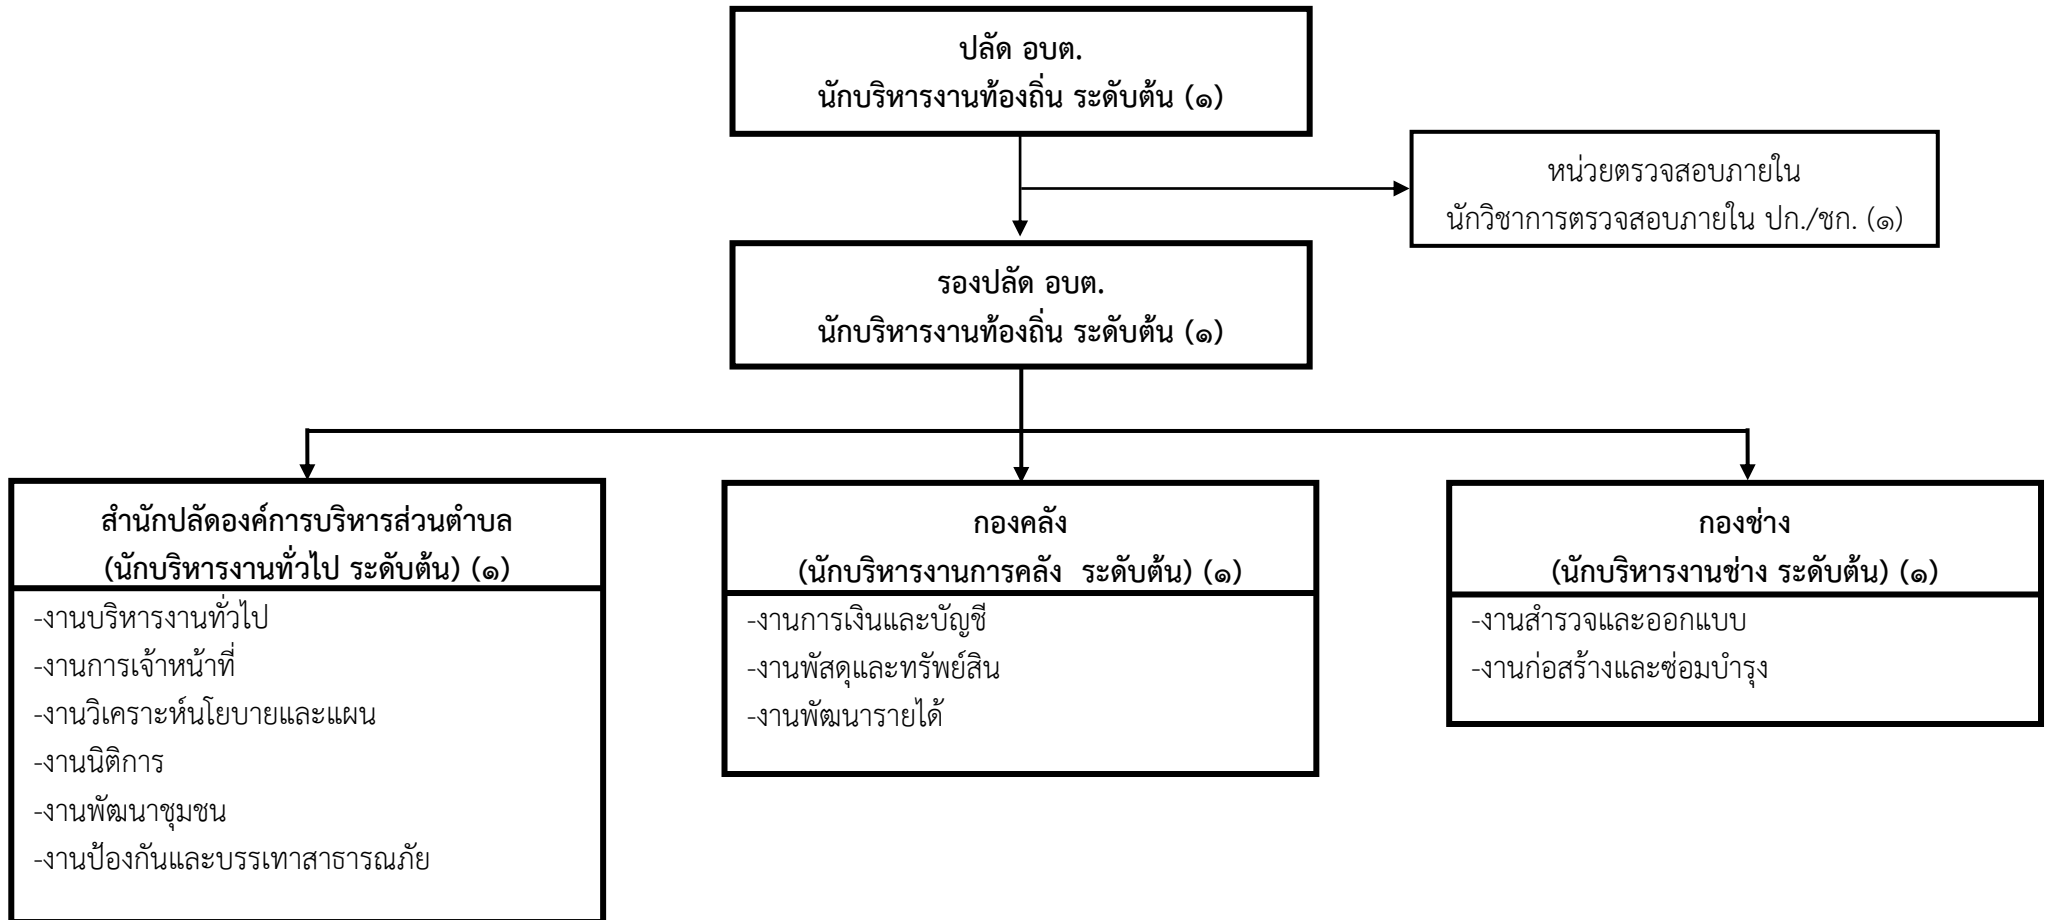 ปลัด อบต.
นักบริหารงานท้องถิ่น ระดับต้น (๑)
หน่วยตรวจสอบภายใน
นักวิชาการตรวจสอบภายใน ปก./ชก. (๑)
รองปลัด อบต.
นักบริหารงานท้องถิ่น ระดับต้น (๑)
สำนักปลัดองค์การบริหารส่วนตำบล
(นักบริหารงานทั่วไป ระดับต้น) (๑)
-งานบริหารงานทั่วไป
-งานการเจ้าหน้าที่
-งานวิเคราะห์นโยบายและแผน
-งานนิติการ
-งานพัฒนาชุมชน
-งานป้องกันและบรรเทาสาธารณภัย
กองคลัง
(นักบริหารงานการคลัง  ระดับต้น) (๑)
-งานการเงินและบัญชี
-งานพัสดุและทรัพย์สิน
-งานพัฒนารายได้
กองช่าง
(นักบริหารงานช่าง ระดับต้น) (๑)
-งานสำรวจและออกแบบ
-งานก่อสร้างและซ่อมบำรุง